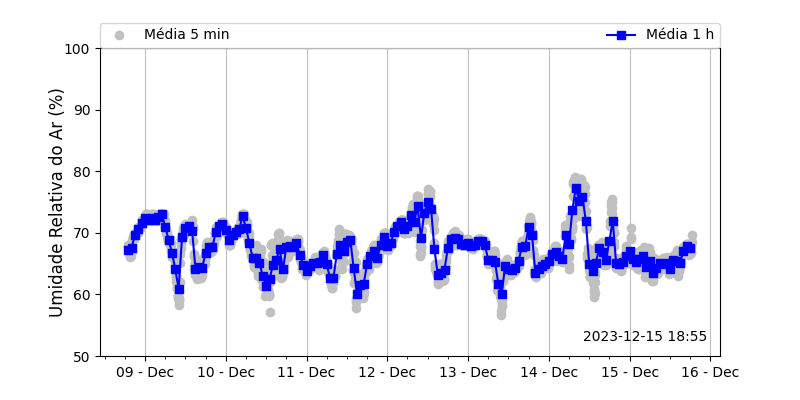 Média 5 min
Média 1 h
Umidade Relativa do Ar (%)
100
90
80
70
60
50
2023-12-15 18:55
09 - Dec
10 - Dec
11 - Dec
12 - Dec
13 - Dec
14 - Dec
15 - Dec
16 - Dec